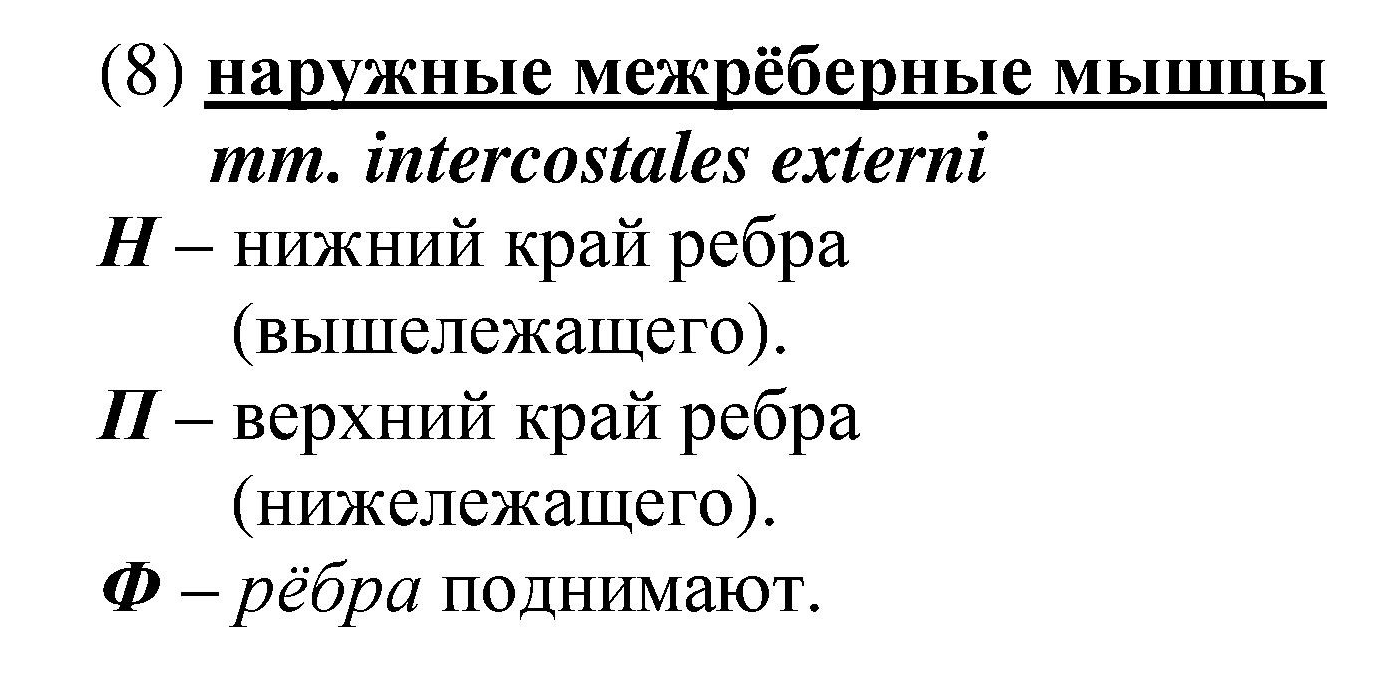 (8) наружные межрёберные мышцы
mm. intercostales externi
Н – нижний край ребра
(вышележащего).
П – верхний край ребра
(нижележащего).
Ф – рёбра поднимают.